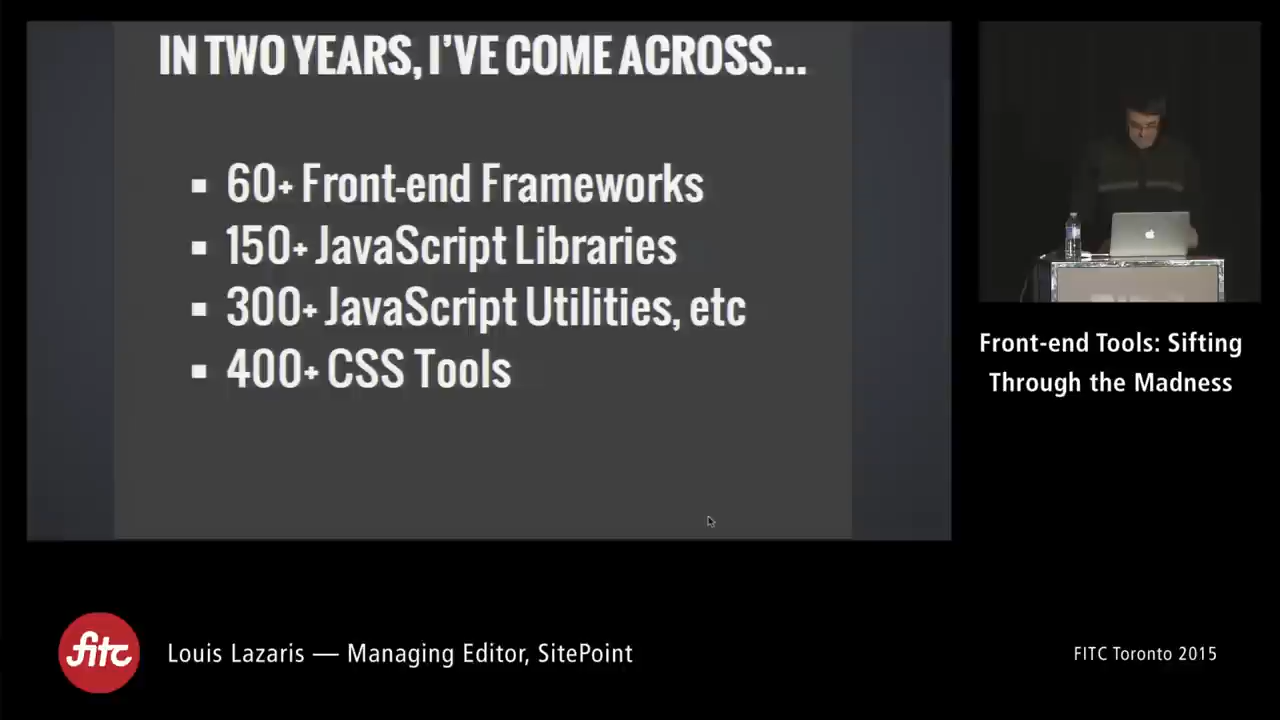 IN TWO YEARS, I'VE COME ACROSS...
60+ Front-end Frameworks
150+ JavaScript Libraries
300+ JavaScript Utilities, etc
400+ CSS Tools
Front-end Tools: Sifting
Through the Madness
fitc
Louis Lazaris — Managing Editor, SitePoint
FITC Toronto 2015